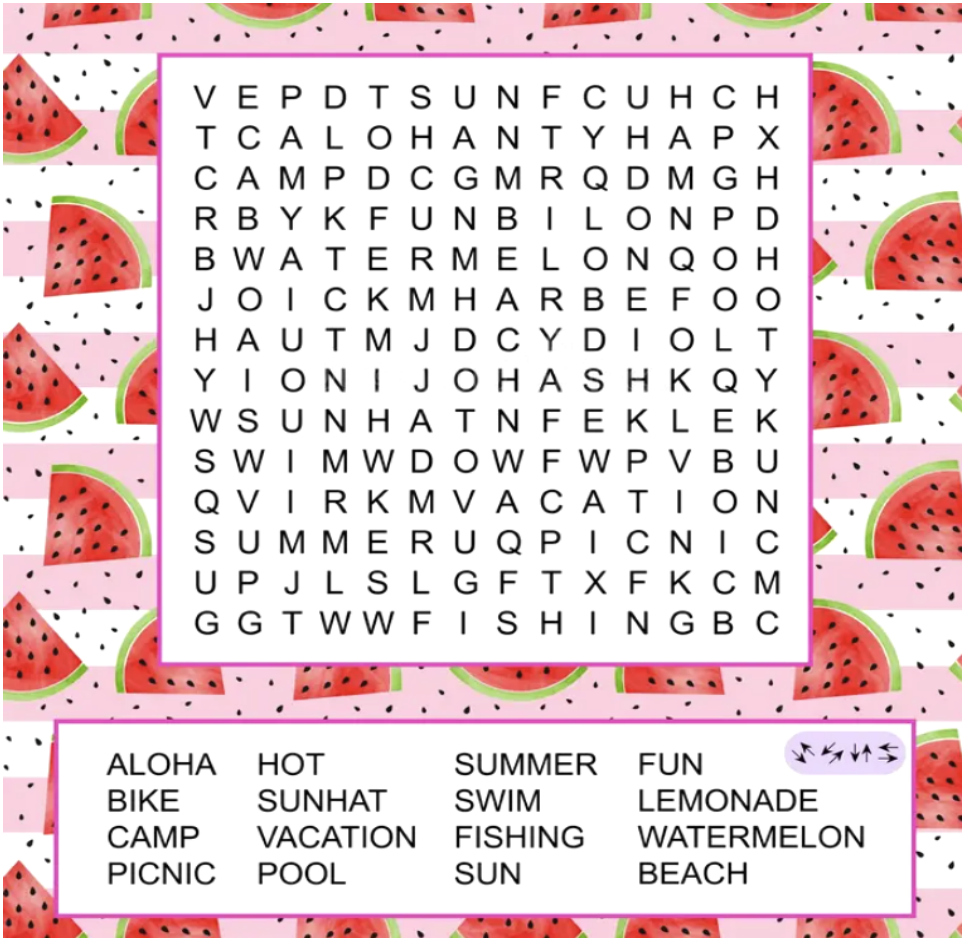 V E P D T S U N F C U H C H
T C A L O H A N T Y H A P X
C A M P D C G M R Q D M G H
R B Y K F U N B I L O N P D
B W A T E R M E L O N Q O H
J O I C K M H A R B E F O O
H A U T M J D C Y D I O L T
Y I O N I J O H A S H K Q Y
W S U N H A T N F E K L E K
S W I M W D O W F W P V B U
Q V I R K M V A C A T I O N
S U M M E R U Q P I C N I C
U P J L S L G F T X F K C M
G G T W W F I S H I N G B C
ALOHA HOT SUMMER FUN
BIKE SUNHAT SWIM LEMONADE
CAMP VACATION FISHING WATERMELON
PICNIC POOL SUN BEACH